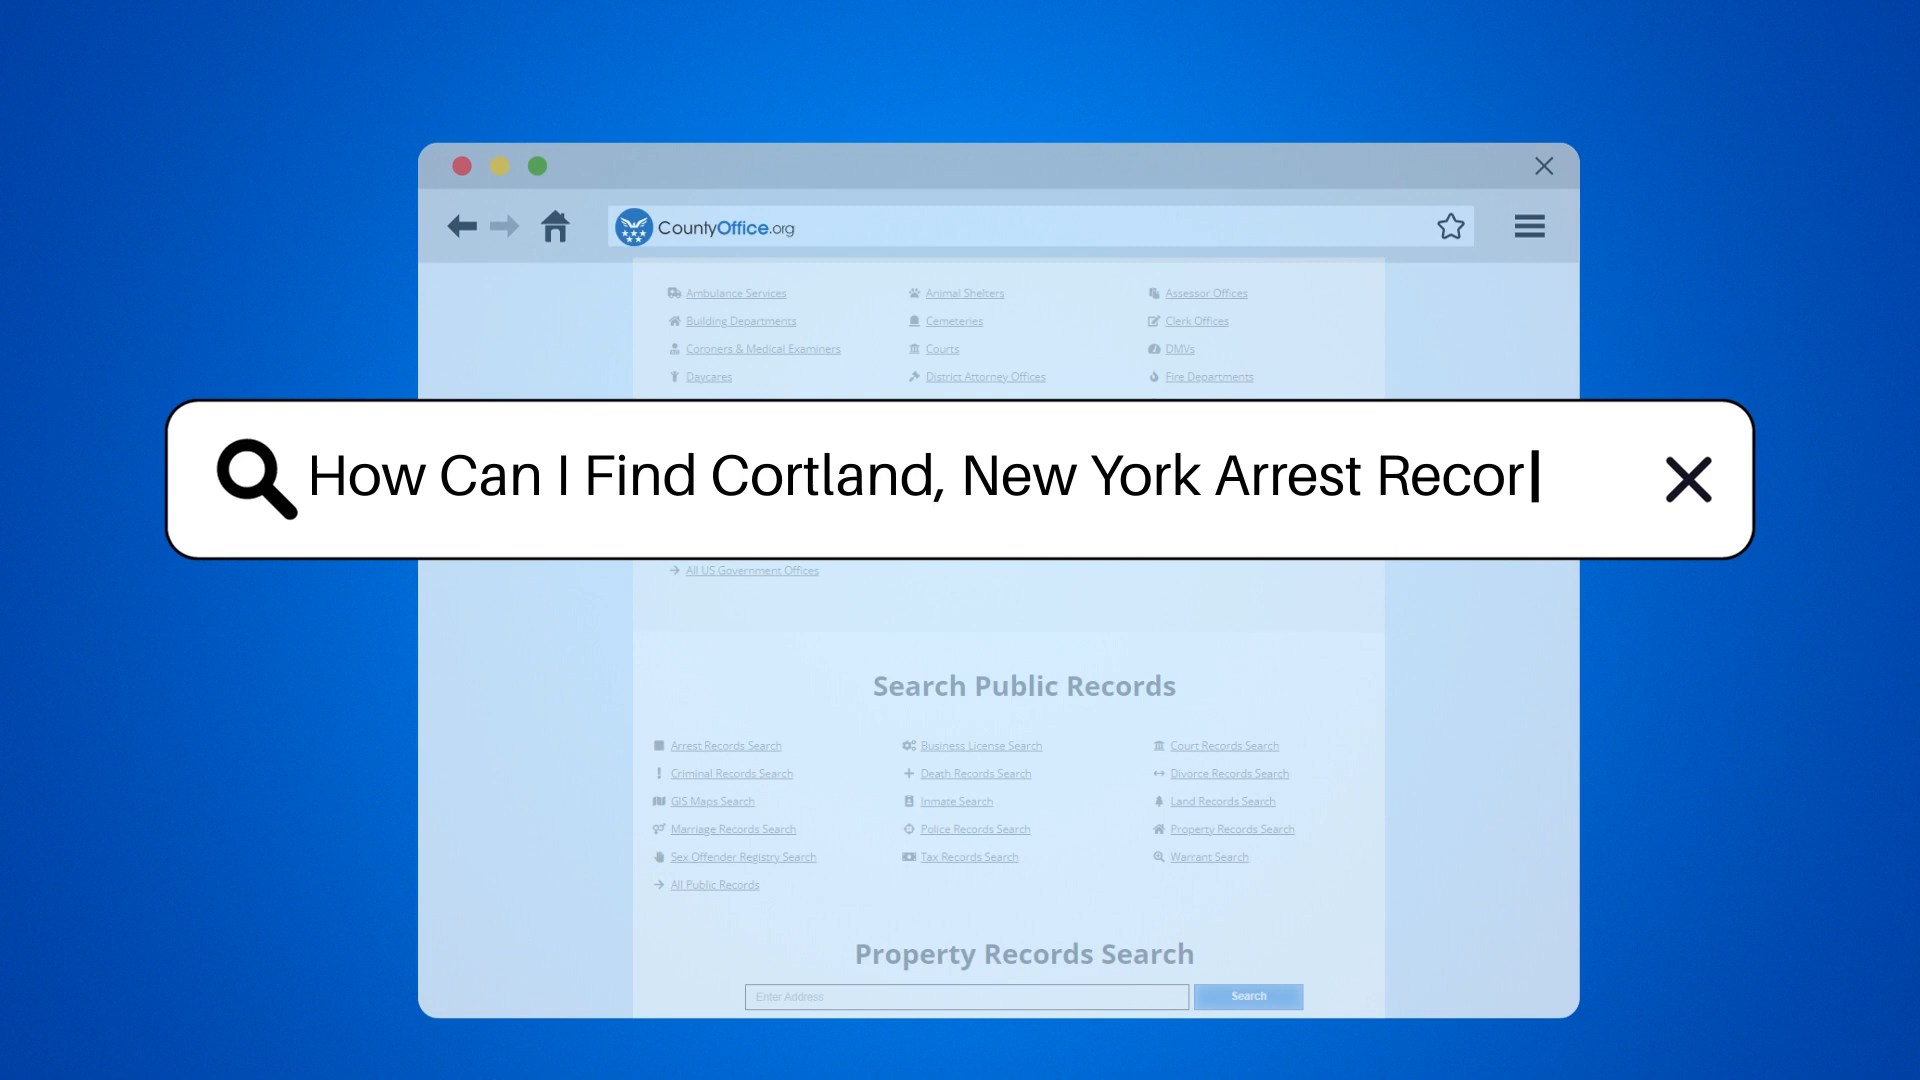 CountyOffice.org
Ambulance Services Animal Shelters Assessor Offices
Building Departments Cemeteries Clerk Offices
Coroners & Medical Examiners Courts DMVs
Daycares District Attorney Offices Fire Departments
How Can I Find Cortland, New York Arrest Recor
All US Government Offices
Search Public Records
Arrest Records Search Business License Search Court Records Search
Criminal Records Search Death Records Search Divorce Records Search
GIS Maps Search Inmate Search Land Records Search
Marriage Records Search Police Records Search Property Records Search
Sex Offender Registry Search Tax Records Search Warrant Search
All Public Records
Property Records Search
Enter Address Search